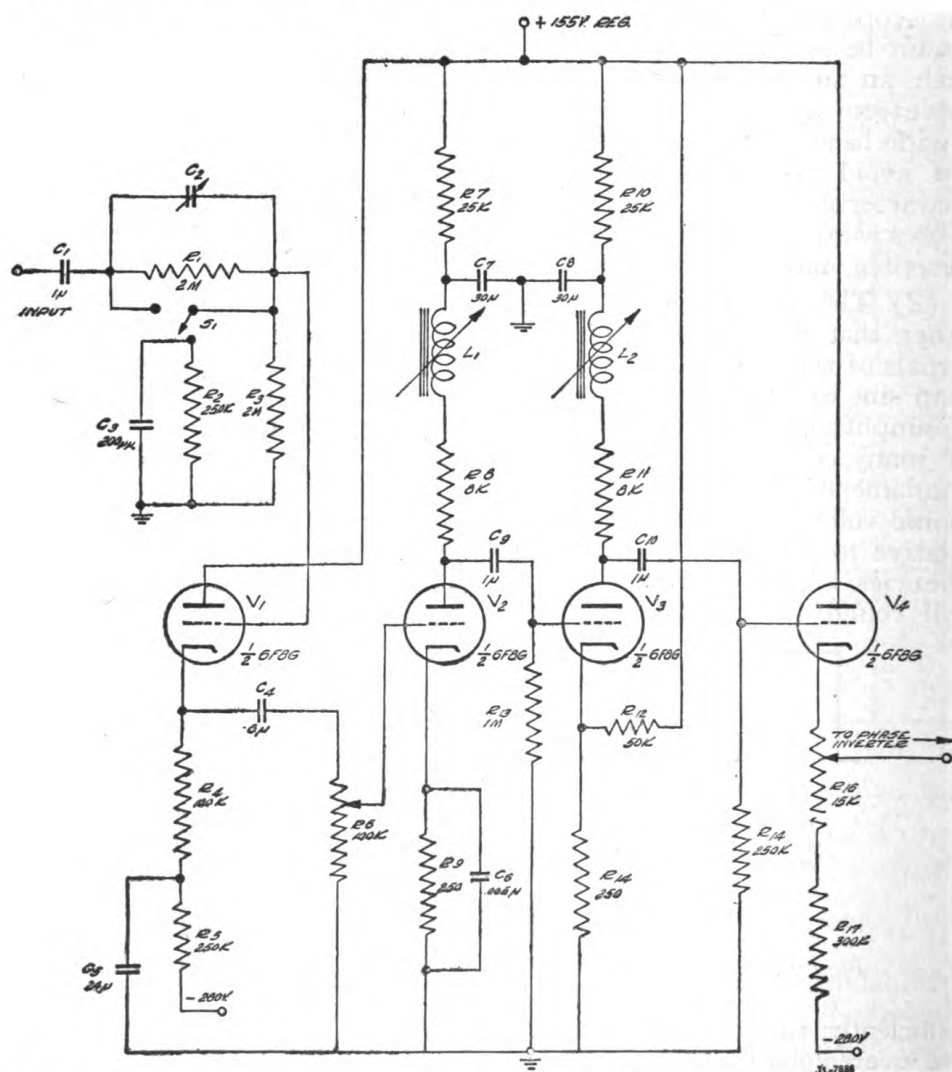 +155V. REG.
C2
R1
2M
C1
1μ
INPUT
S1
R2
250K
R3
2M
C3
200μμ
R7
25K
R10
25K
C7
30μ
C8
30μ
L1
L2
R8
8K
R11
8K
C9
1μ
C10
1μ
V1
1/2 6F8G
V2
1/2 6F8G
V3
1/2 6F8G
V4
1/2 6F8G
C4
R4
100K
R6
100K
R13
1M
R12
50K
TO PHASE
INVERTER
R16
15K
R9
250
C6
R14
250
R14
250K
R5
250K
C5
-280V
R17
300K
-280V
TL-7886